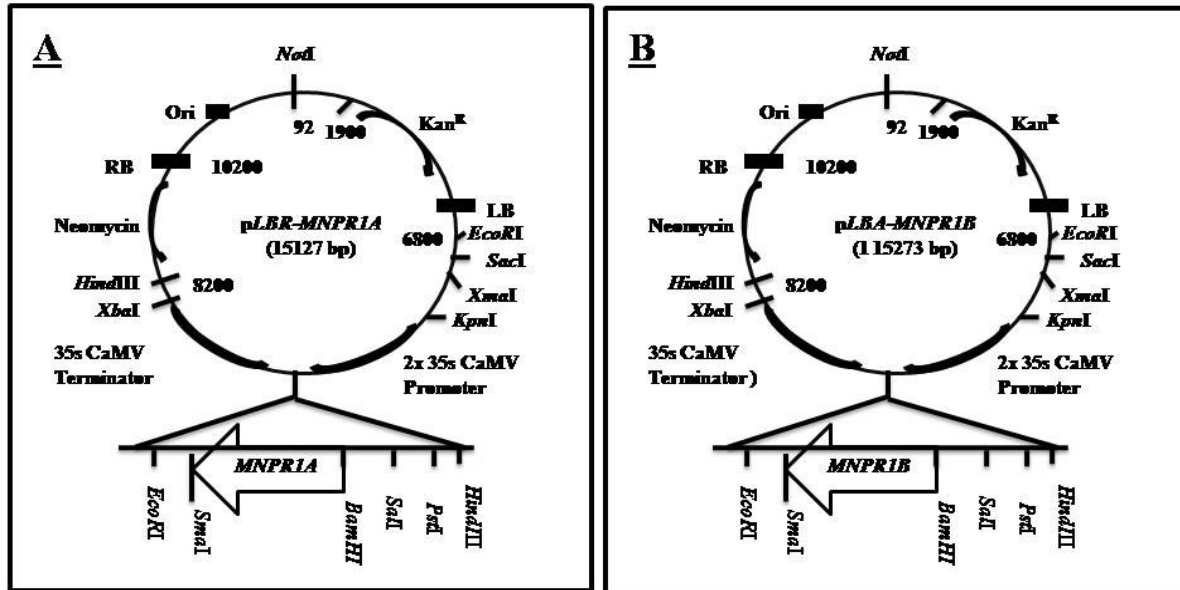 A
NotI
Ori
92
1900
Kanᴿ
RB
10200
LB
Neomycin
pLBR-MNPR1A
(15127 bp)
6800
EcoRI
SacI
HindIII
8200
XmaI
XbaI
KpnI
35s CaMV
Terminator
2x 35s CaMV
Promoter
MNPR1A
EcoRI
SmaI
BamHI
SalI
PstI
HindIII
B
NotI
Ori
92
1900
Kanᴿ
RB
10200
LB
Neomycin
pLBA-MNPR1B
(115273 bp)
6800
EcoRI
SacI
HindIII
8200
XmaI
XbaI
KpnI
35s CaMV
Terminator)
2x 35s CaMV
Promoter
MNPR1B
EcoRI
SmaI
BamHI
SalI
PstI
HindIII